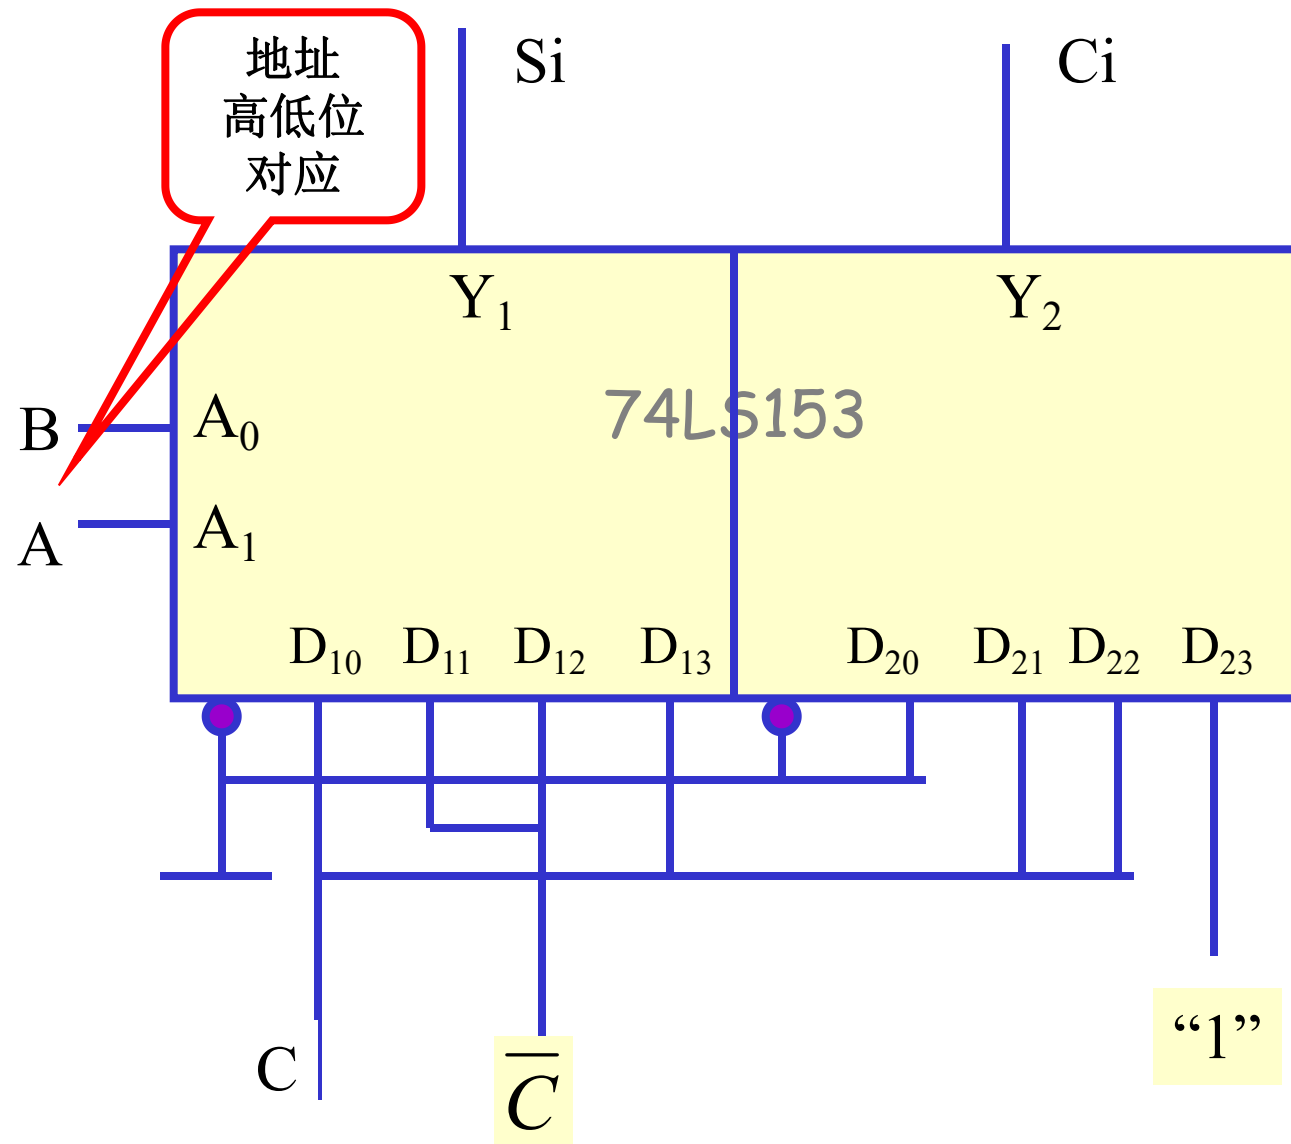 地址
高低位
对应
Si
Ci
Y₁
Y₂
74LS153
B
A₀
A
A₁
D₁₀ D₁₁ D₁₂ D₁₃ D₂₀ D₂₁ D₂₂ D₂₃
C
C̅
“1”